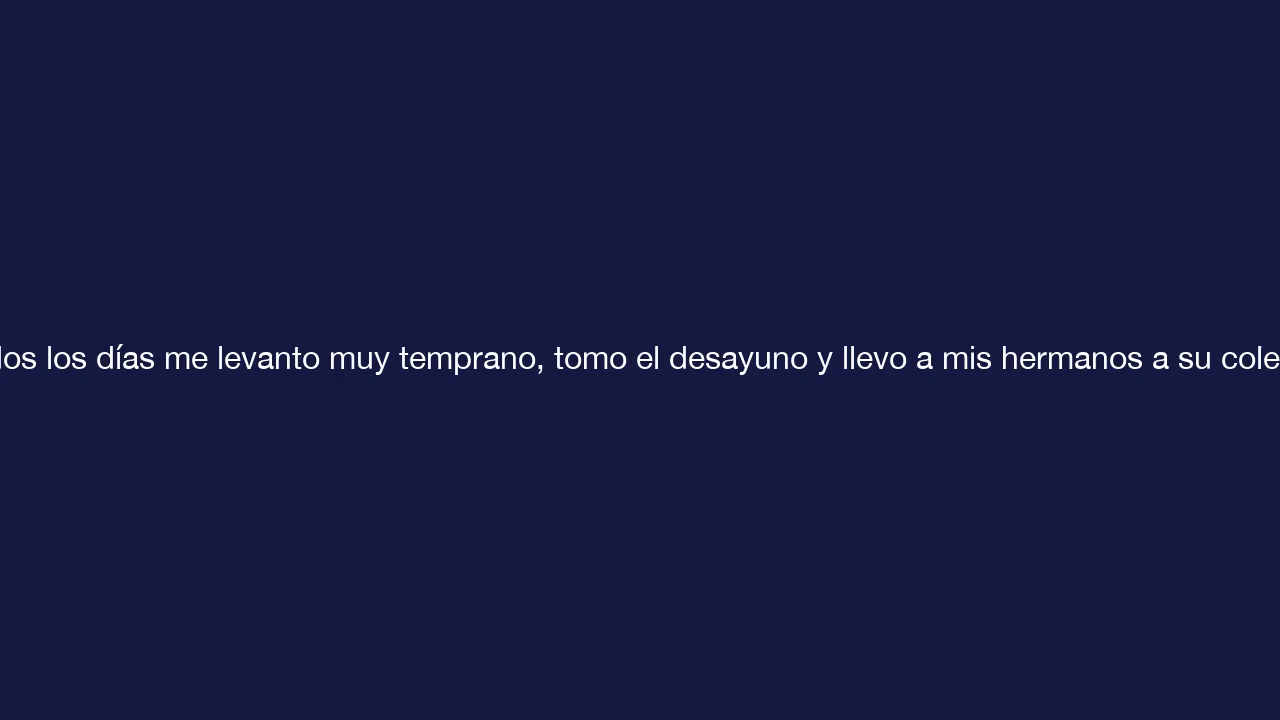 los los días me levanto muy temprano, tomo el desayuno y llevo a mis hermanos a su cole